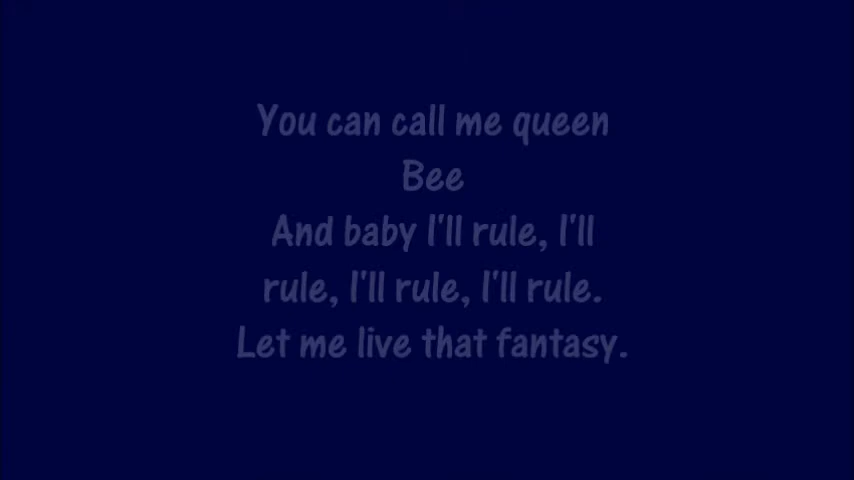 You can call me queen
Bee
And baby I'll rule, I'll
rule, I'll rule, I'll rule.
Let me live that fantasy.